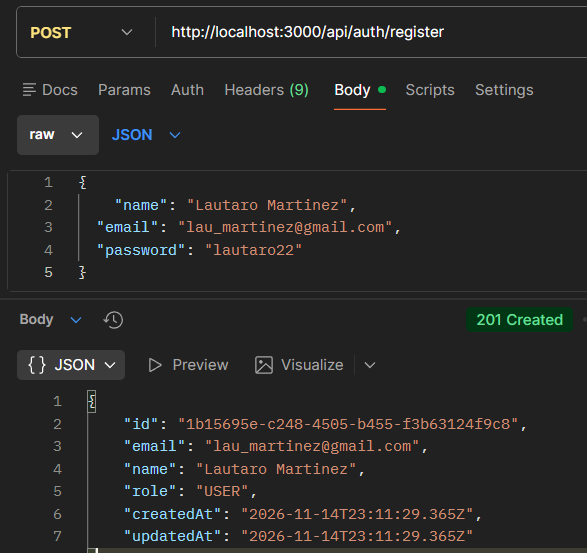 POST http://localhost:3000/api/auth/register
Docs Params Auth Headers (9) Body Scripts Settings
raw JSON
1 {
2 "name": "Lautaro Martinez",
3 "email": "lau_martinez@gmail.com",
4 "password": "lautaro22"
5 }
Body 201 Created
{} JSON Preview Visualize
1 {
2 "id": "1b15695e-c248-4505-b455-f3b63124f9c8",
3 "email": "lau_martinez@gmail.com",
4 "name": "Lautaro Martinez",
5 "role": "USER",
6 "createdAt": "2026-11-14T23:11:29.365Z",
7 "updatedAt": "2026-11-14T23:11:29.365Z"